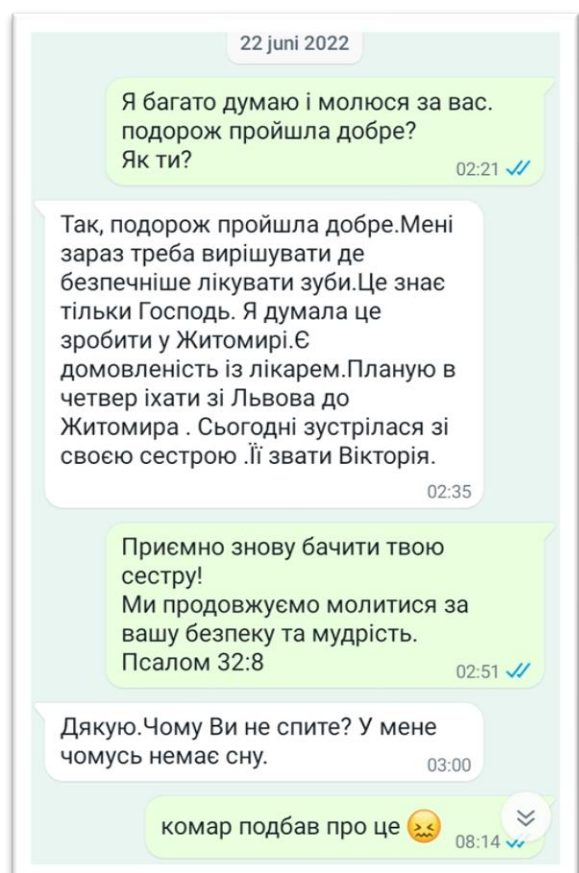 22 juni 2022
Я багато думаю і молюся за вас.
подорож пройшла добре?
Як ти?
02:21
Так, подорож пройшла добре.Мені
зараз треба вирішувати де
безпечніше лікувати зуби.Це знає
тільки Господь. Я думала це
зробити у Житомирі.Є
домовленість із лікарем.Планую в
четвер іхати зі Львова до
Житомира . Сьогодні зустрілася зі
своєю сестрою .Її звати Вікторія.
02:35
Приємно знову бачити твою
сестру!
Ми продовжуємо молитися за
вашу безпеку та мудрість.
Псалом 32:8
02:51
Дякую.Чому Ви не спите? У мене
чомусь немає сну.
03:00
комар подбав про це 😖
08:14